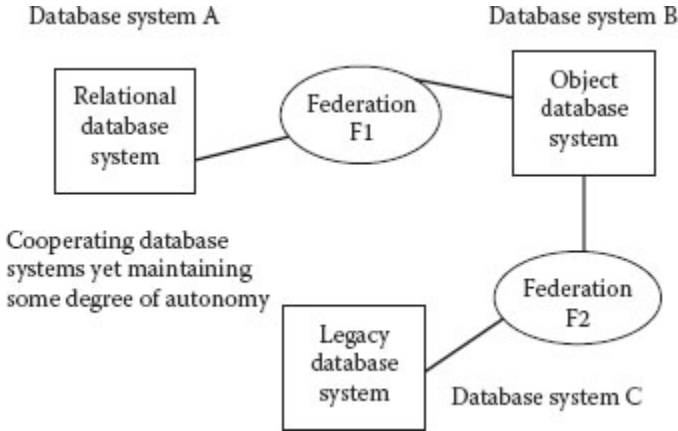 Database system A
Database system B
Relational
database
system
Federation
F1
Object
database
system
Cooperating database
systems yet maintaining
some degree of autonomy
Federation
F2
Legacy
database
system
Database system C